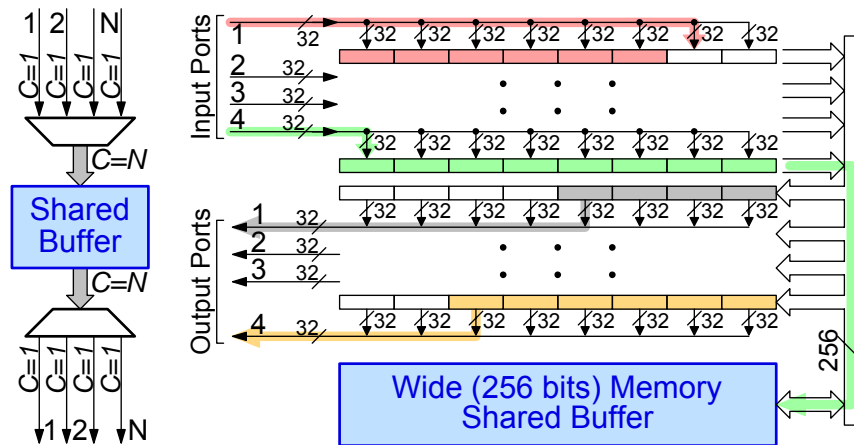 1 2 N
C=1 C=1 C=1 C=1
C=N
Shared
Buffer
C=N
C=1 C=1 C=1 C=1
1 2 N
Input Ports
1 32 32 32 32 32 32 32 32 32
2 32
3 32
4 32 32 32 32 32 32 32 32 32
Output Ports
1 32 32 32 32 32 32 32 32 32
2 32
3 32
4 32 32 32 32 32 32 32 32 32
256
Wide (256 bits) Memory
Shared Buffer